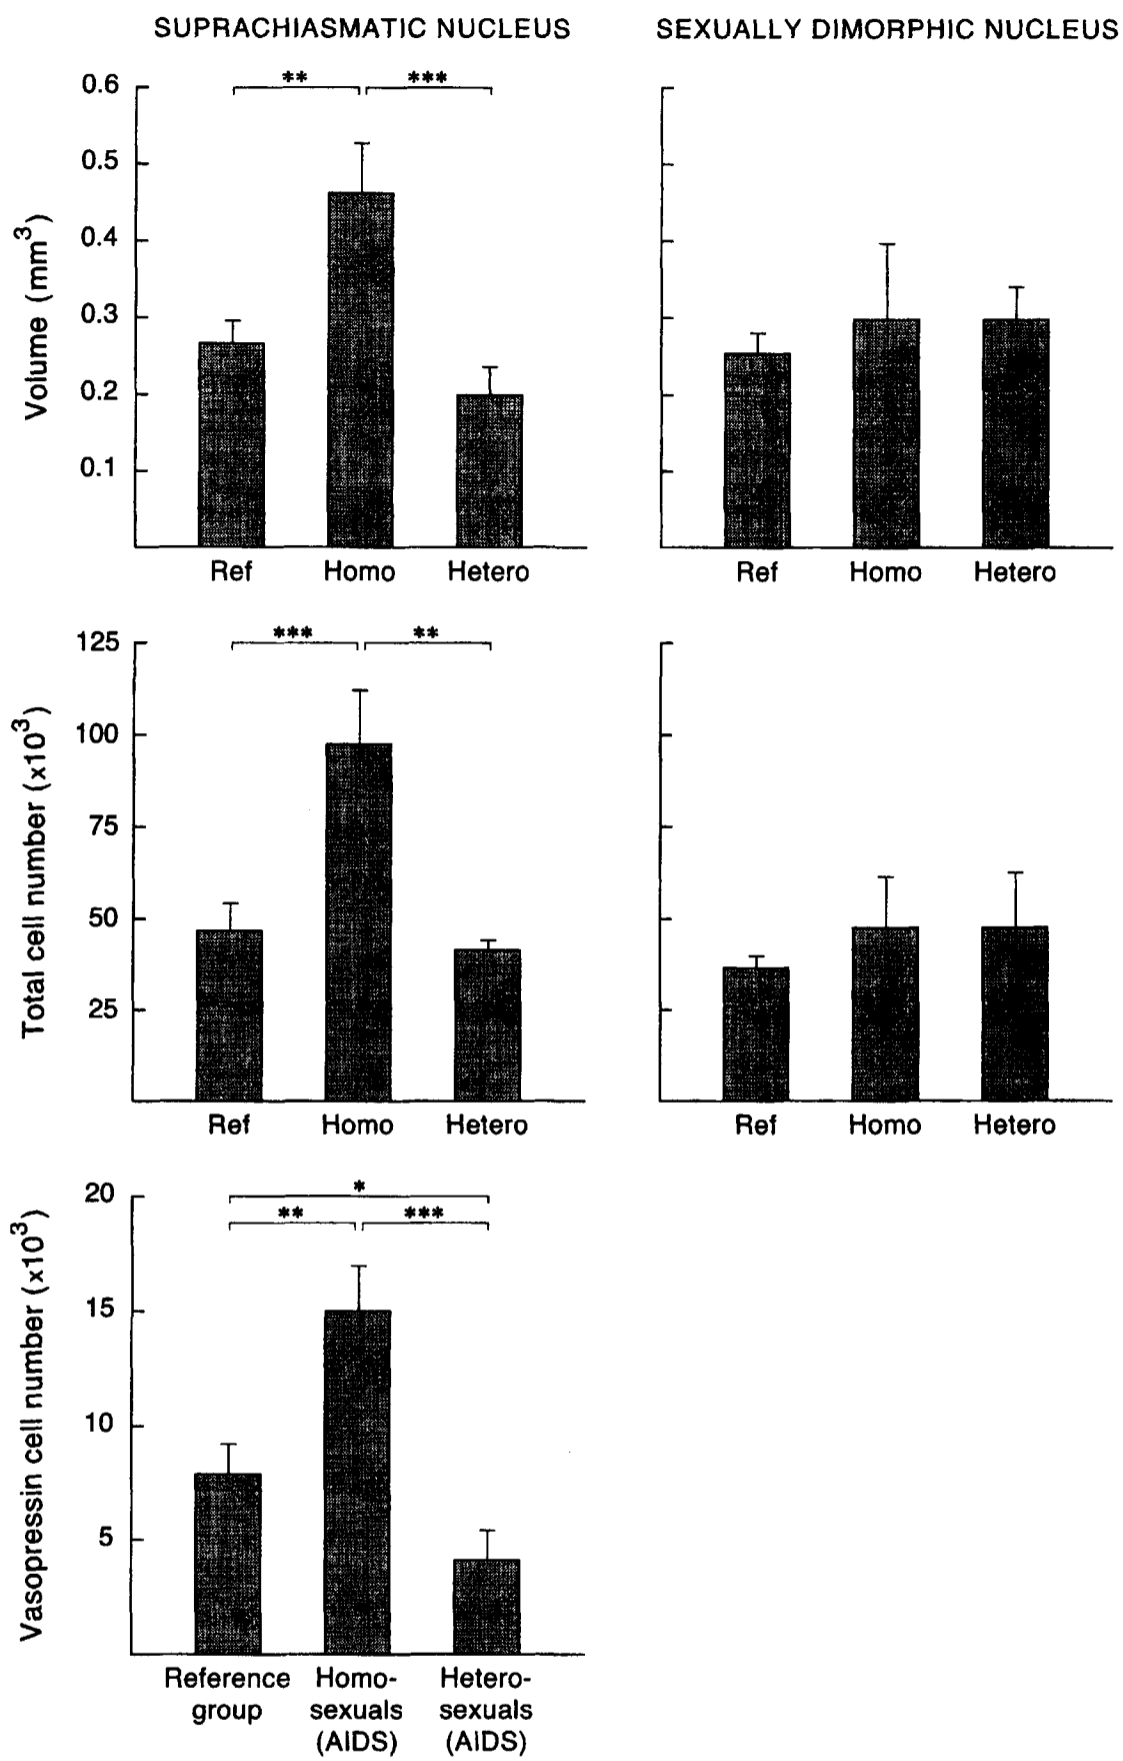 SUPRACHIASMATIC NUCLEUS
SEXUALLY DIMORPHIC NUCLEUS
Volume (mm³)
0.6
0.5
0.4
0.3
0.2
0.1
** ***
Ref Homo Hetero
Ref Homo Hetero
Total cell number (x10³)
125
100
75
50
25
*** **
Ref Homo Hetero
Ref Homo Hetero
Vasopressin cell number (x10³)
20
15
10
5
*
** ***
Reference Homo- Hetero-
group sexuals sexuals
(AIDS) (AIDS)